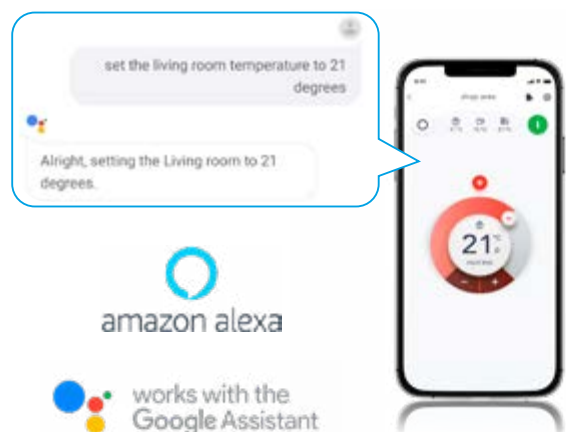 set the living room temperature to 21
degrees
Alright, setting the Living room to 21
degrees.
21
°C
amazon alexa
works with the
Google Assistant